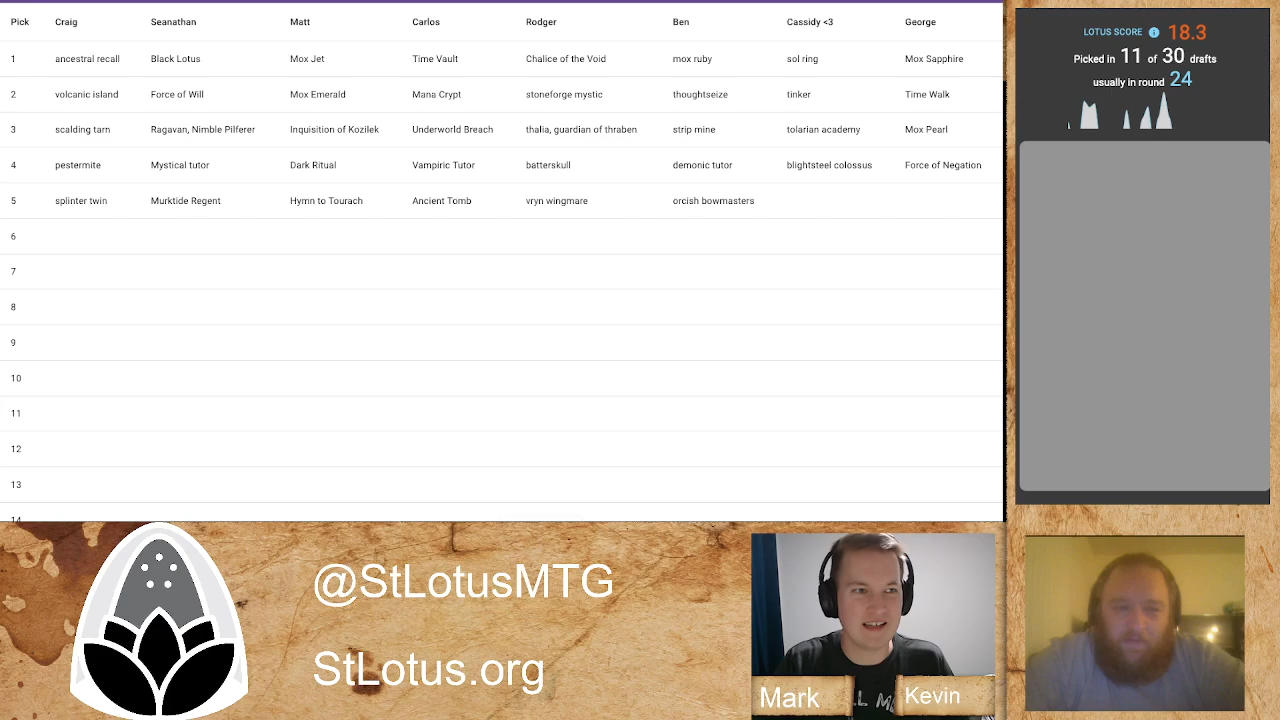 Pick Craig Seanathan Matt Carlos Rodger Ben Cassidy <3 George
1 ancestral recall Black Lotus Mox Jet Time Vault Chalice of the Void mox ruby sol ring Mox Sapphire
2 volcanic island Force of Will Mox Emerald Mana Crypt stoneforge mystic thoughtseize tinker Time Walk
3 scalding tarn Ragavan, Nimble Pilferer Inquisition of Kozilek Underworld Breach thalia, guardian of thraben strip mine tolarian academy Mox Pearl
4 pestermite Mystical tutor Dark Ritual Vampiric Tutor batterskull demonic tutor blightsteel colossus Force of Negation
5 splinter twin Murktide Regent Hymn to Tourach Ancient Tomb vryn wingmare orcish bowmasters
6
7
8
9
10
11
12
13
14
LOTUS SCORE i 18.3
Picked in 11 of 30 drafts
usually in round 24
@StLotusMTG
StLotus.org
Mark
Kevin